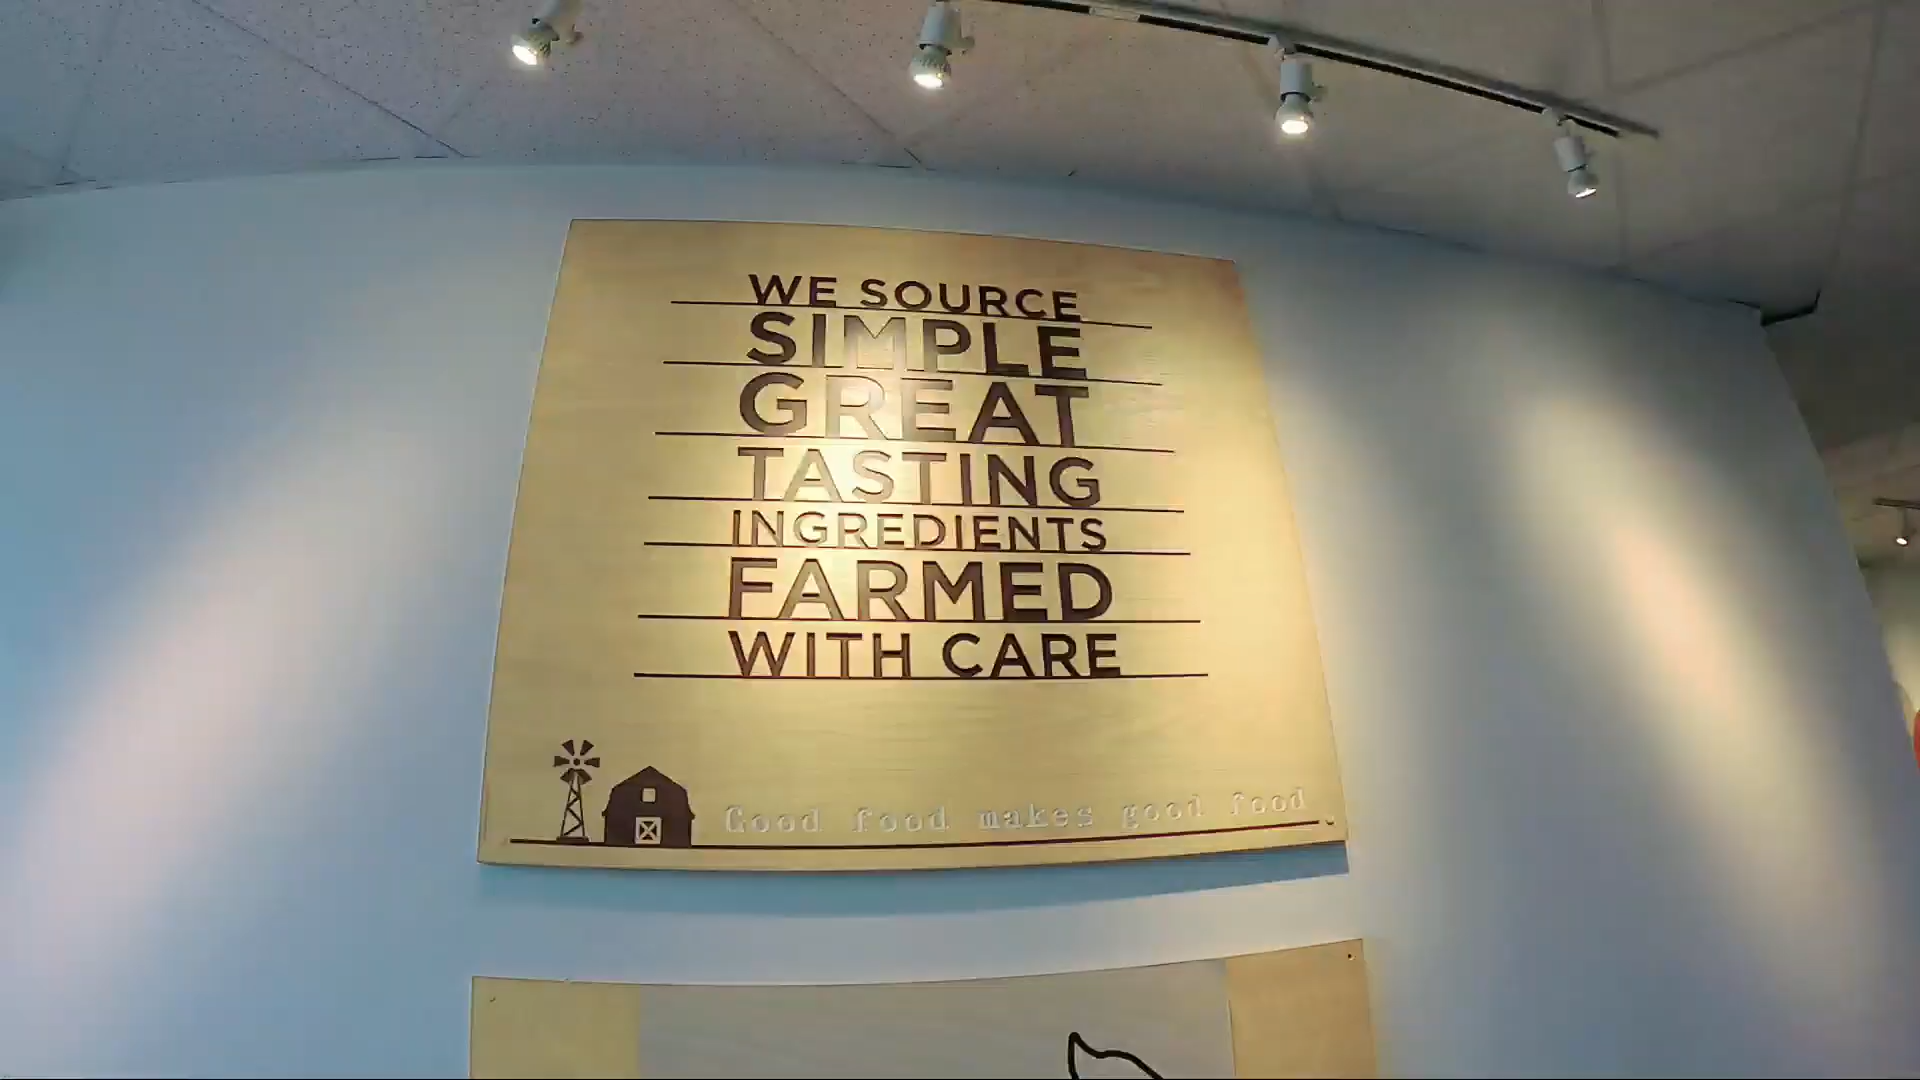 WE SOURCE
SIMPLE
GREAT
TASTING
INGREDIENTS
FARMED
WITH CARE
Good food makes good food